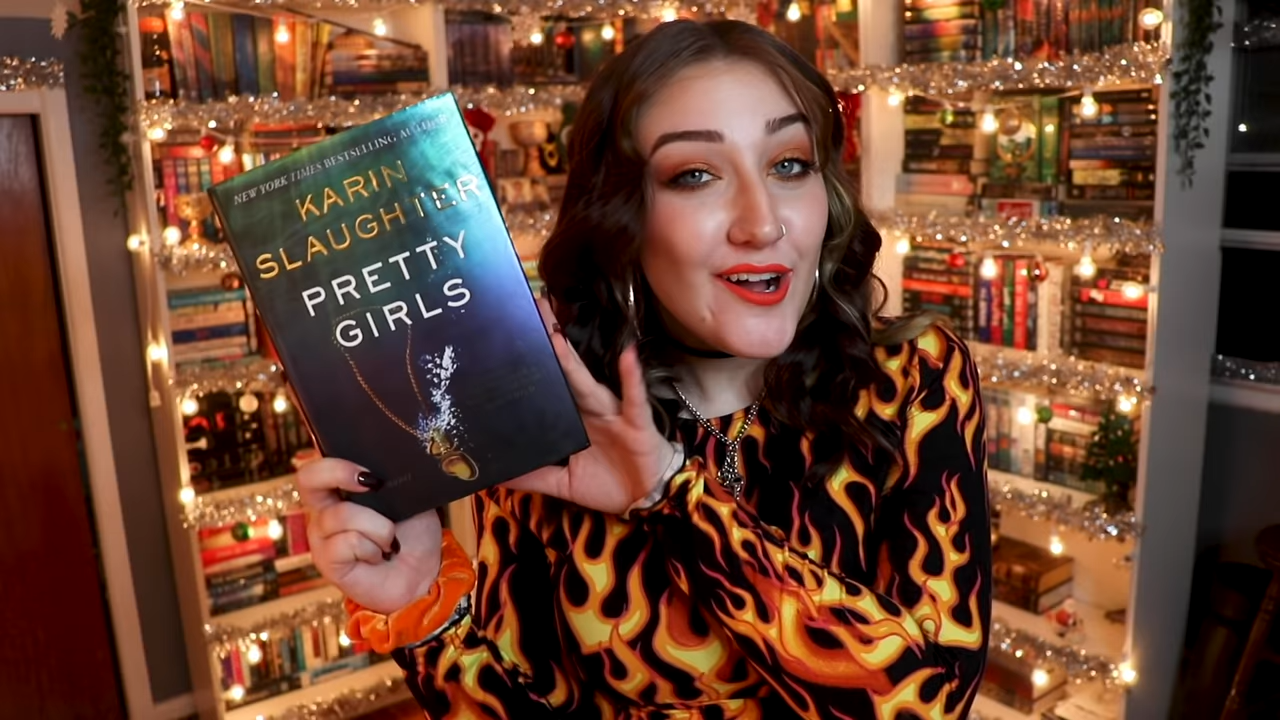 NEW YORK TIMES BESTSELLING AUTHOR
KARIN
SLAUGHTER
PRETTY
GIRLS